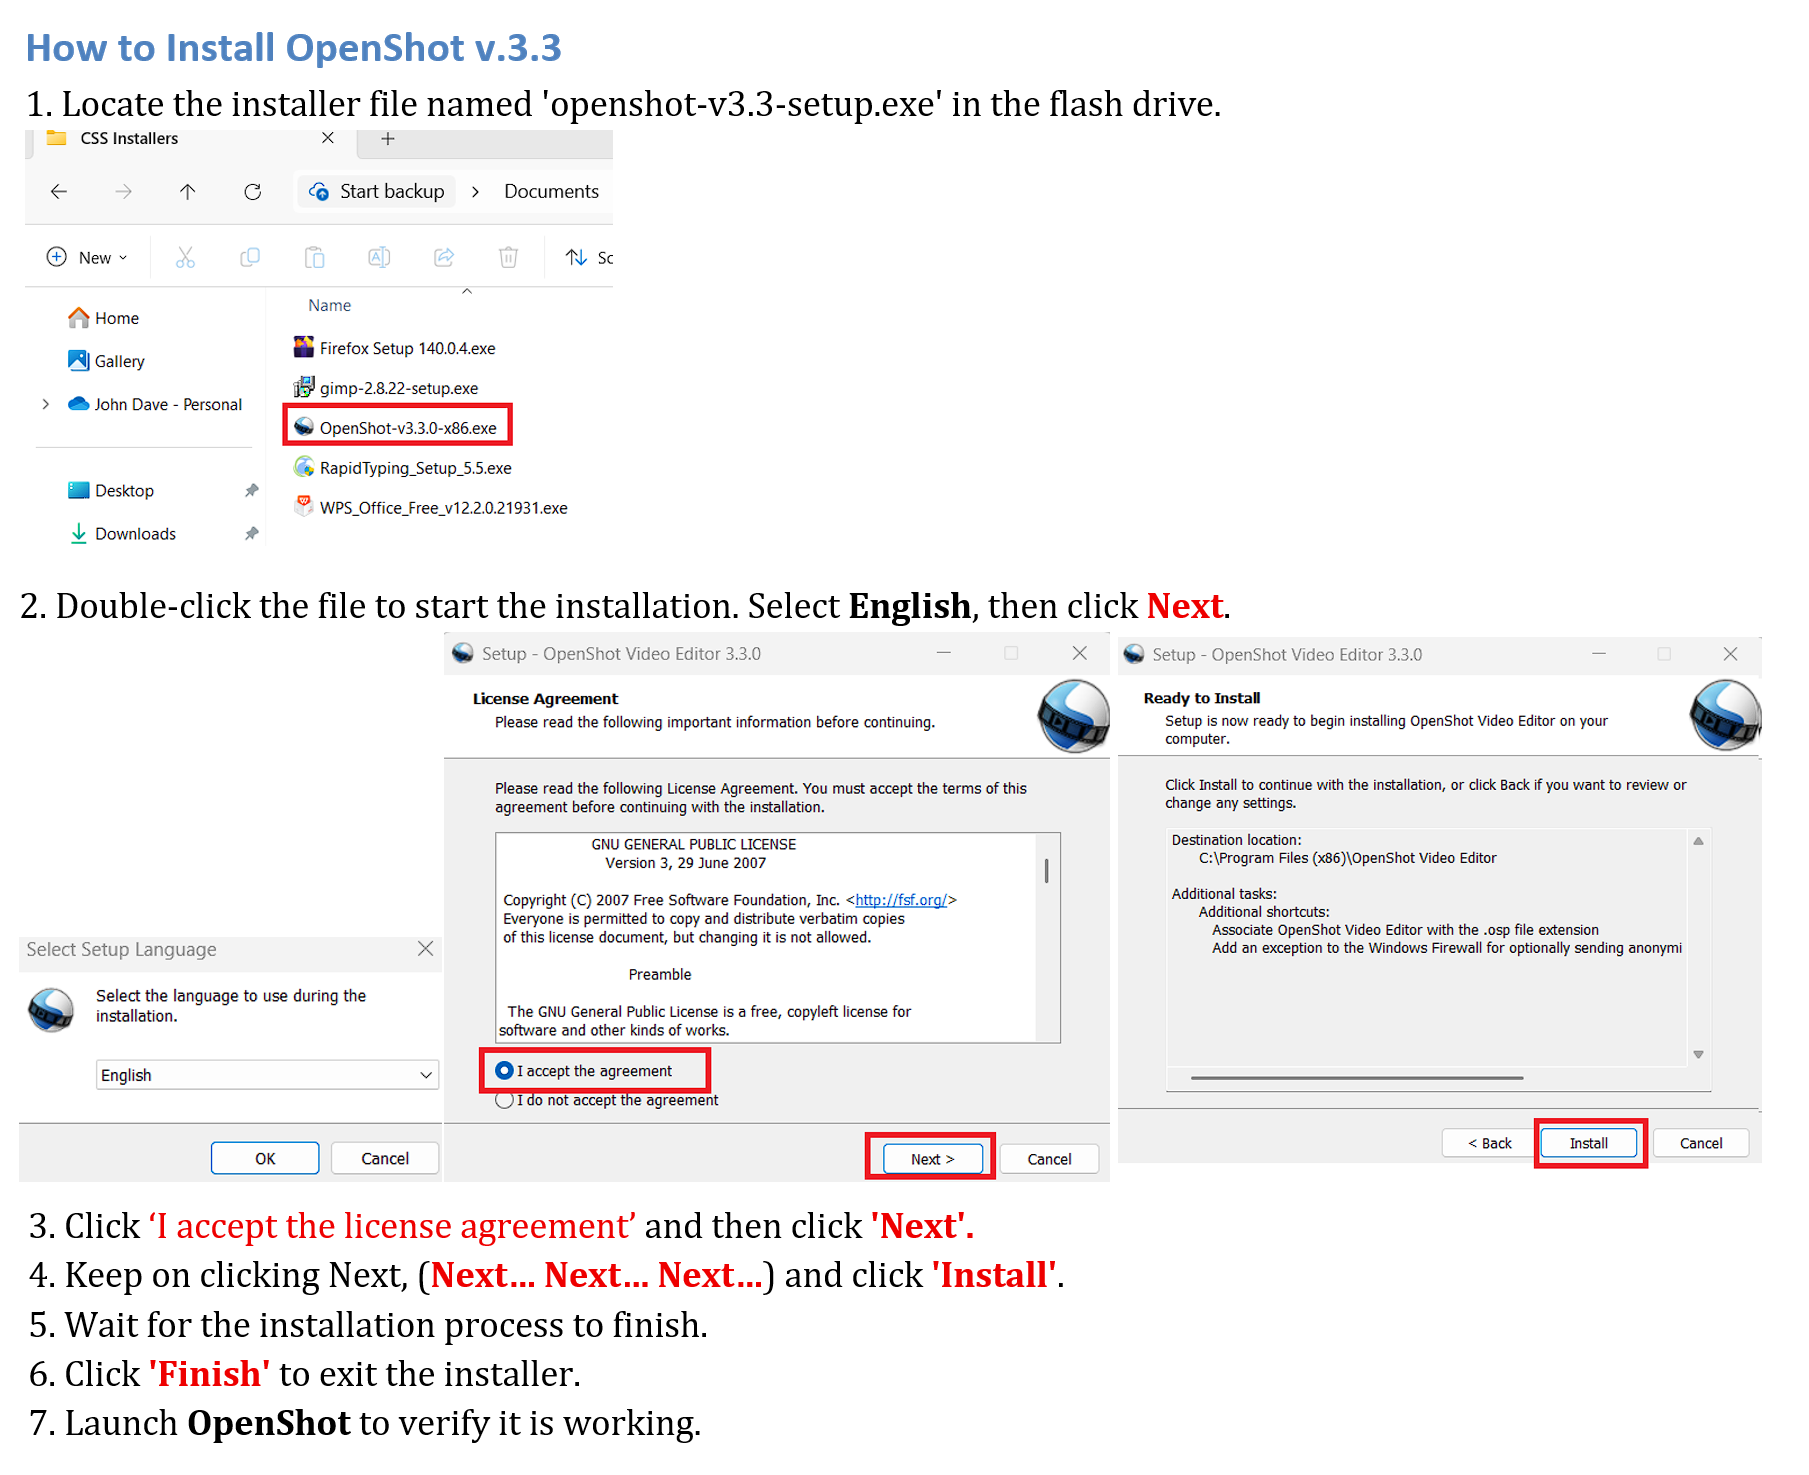 How to Install OpenShot v.3.3
1. Locate the installer file named 'openshot-v3.3-setup.exe' in the flash drive.
CSS Installers
Start backup > Documents
New
Sc
Name
Home
Firefox Setup 140.0.4.exe
Gallery
gimp-2.8.22-setup.exe
John Dave - Personal
OpenShot-v3.3.0-x86.exe
RapidTyping_Setup_5.5.exe
Desktop
WPS_Office_Free_v12.2.0.21931.exe
Downloads
2. Double-click the file to start the installation. Select English, then click Next.
Select Setup Language
Select the language to use during the
installation.
English
OK
Cancel
Setup - OpenShot Video Editor 3.3.0
License Agreement
Please read the following important information before continuing.
Please read the following License Agreement. You must accept the terms of this
agreement before continuing with the installation.
GNU GENERAL PUBLIC LICENSE
Version 3, 29 June 2007
Copyright (C) 2007 Free Software Foundation, Inc. <http://fsf.org/>
Everyone is permitted to copy and distribute verbatim copies
of this license document, but changing it is not allowed.
Preamble
The GNU General Public License is a free, copyleft license for
software and other kinds of works.
I accept the agreement
I do not accept the agreement
Next >
Cancel
Setup - OpenShot Video Editor 3.3.0
Ready to Install
Setup is now ready to begin installing OpenShot Video Editor on your
computer.
Click Install to continue with the installation, or click Back if you want to review or
change any settings.
Destination location:
C:\Program Files (x86)\OpenShot Video Editor
Additional tasks:
Additional shortcuts:
Associate OpenShot Video Editor with the .osp file extension
Add an exception to the Windows Firewall for optionally sending anonymi
< Back
Install
Cancel
3. Click ‘I accept the license agreement’ and then click 'Next'.
4. Keep on clicking Next, (Next... Next... Next...) and click 'Install'.
5. Wait for the installation process to finish.
6. Click 'Finish' to exit the installer.
7. Launch OpenShot to verify it is working.